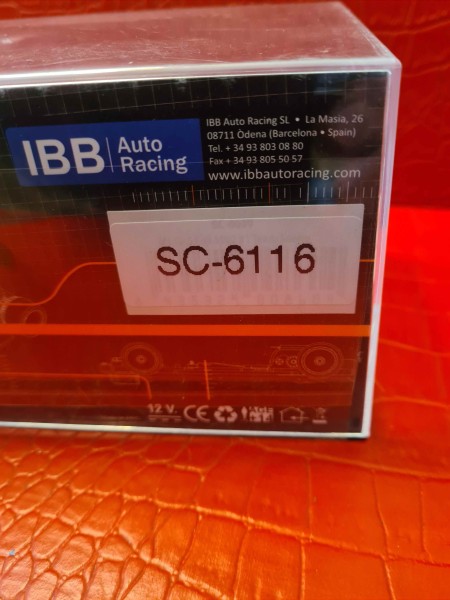 IBB Auto Racing SL • La Masia, 26
08711 Òdena (Barcelona • Spain)
Tel. + 34 93 803 08 80
Fax + 34 93 805 50 57
www.ibbautoracing.com
IBB Auto
Racing
SC-6116
12 V. CE